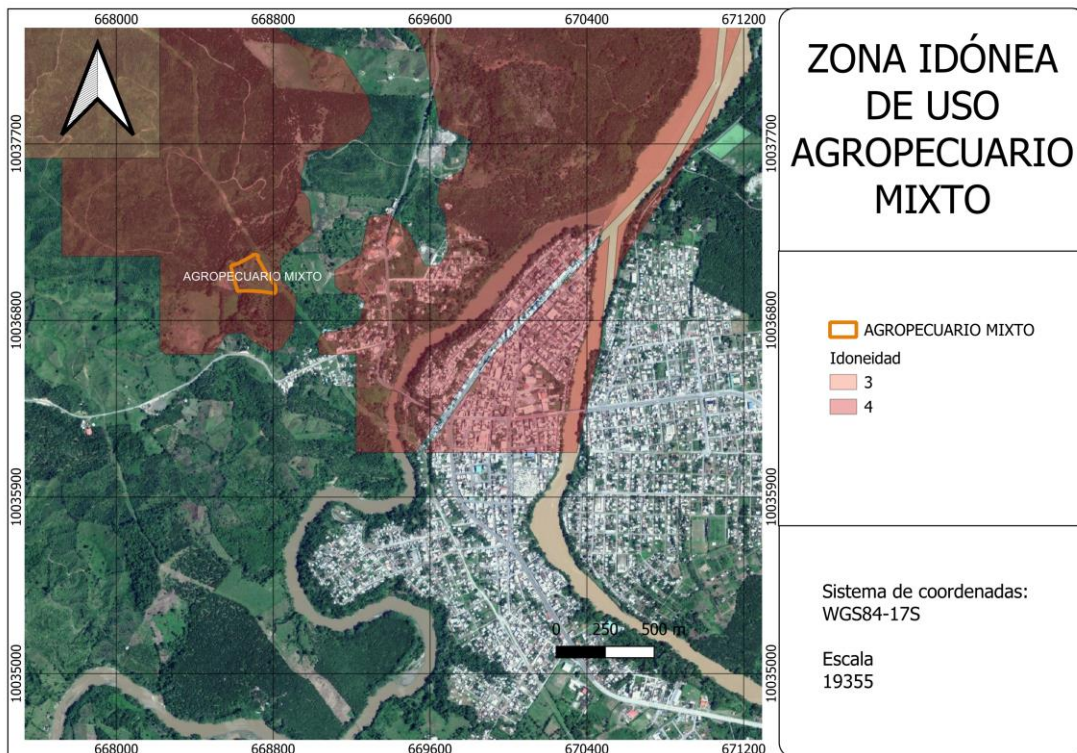 668000 668800 669600 670400 671200
10037700 10037700
10036800 10036800
10035900 10035900
10035000 10035000
AGROPECUARIO MIXTO
0 250 500 m
668000 668800 669600 670400 671200
ZONA IDÓNEA
DE USO
AGROPECUARIO
MIXTO
AGROPECUARIO MIXTO
Idoneidad
3
4
Sistema de coordenadas:
WGS84-17S
Escala
19355